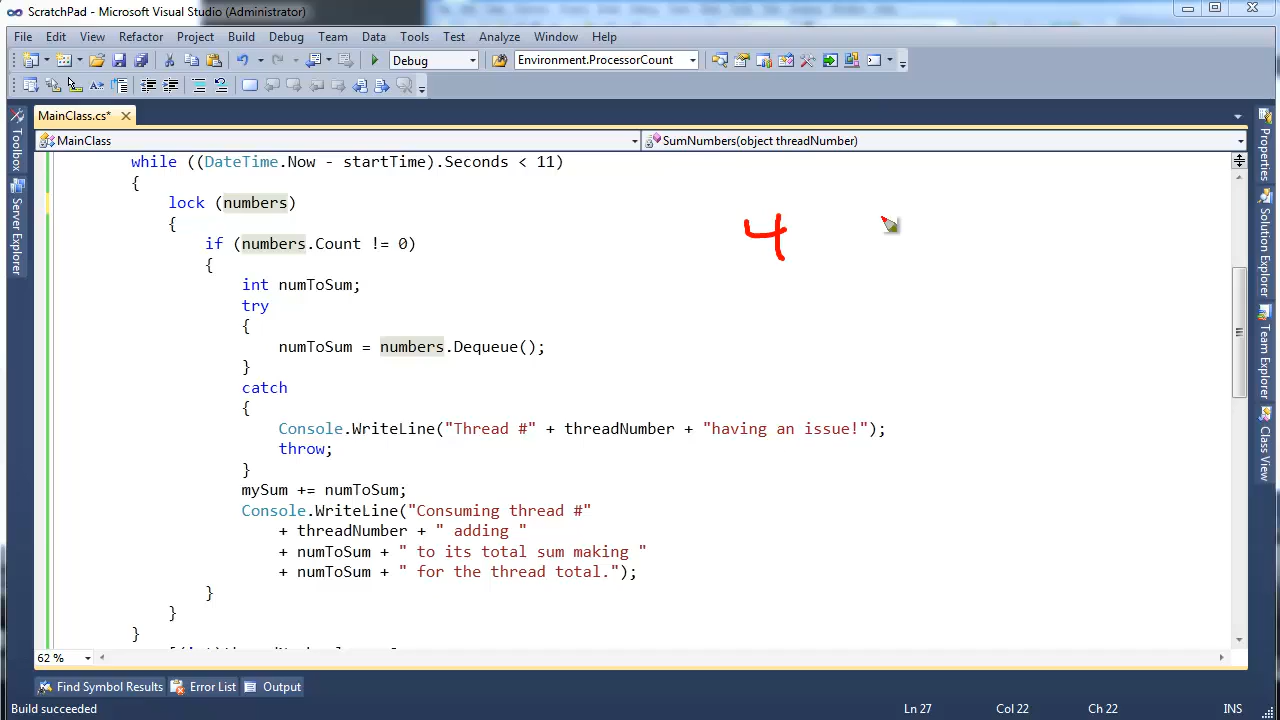 ScratchPad - Microsoft Visual Studio (Administrator)
File Edit View Refactor Project Build Debug Team Data Tools Test Analyze Window Help
Debug Environment.ProcessorCount
MainClass.cs*
MainClass SumNumbers(object threadNumber)
Toolbox
Server Explorer
while ((DateTime.Now - startTime).Seconds < 11)
{
lock (numbers)
{
if (numbers.Count != 0)
{
int numToSum;
try
{
numToSum = numbers.Dequeue();
}
catch
{
Console.WriteLine("Thread #" + threadNumber + "having an issue!");
throw;
}
mySum += numToSum;
Console.WriteLine("Consuming thread #"
+ threadNumber + " adding "
+ numToSum + " to its total sum making "
+ numToSum + " for the thread total.");
}
}
}
4
Properties
Solution Explorer
Team Explorer
Class View
62 %
Find Symbol Results Error List Output
Build succeeded Ln 27 Col 22 Ch 22 INS